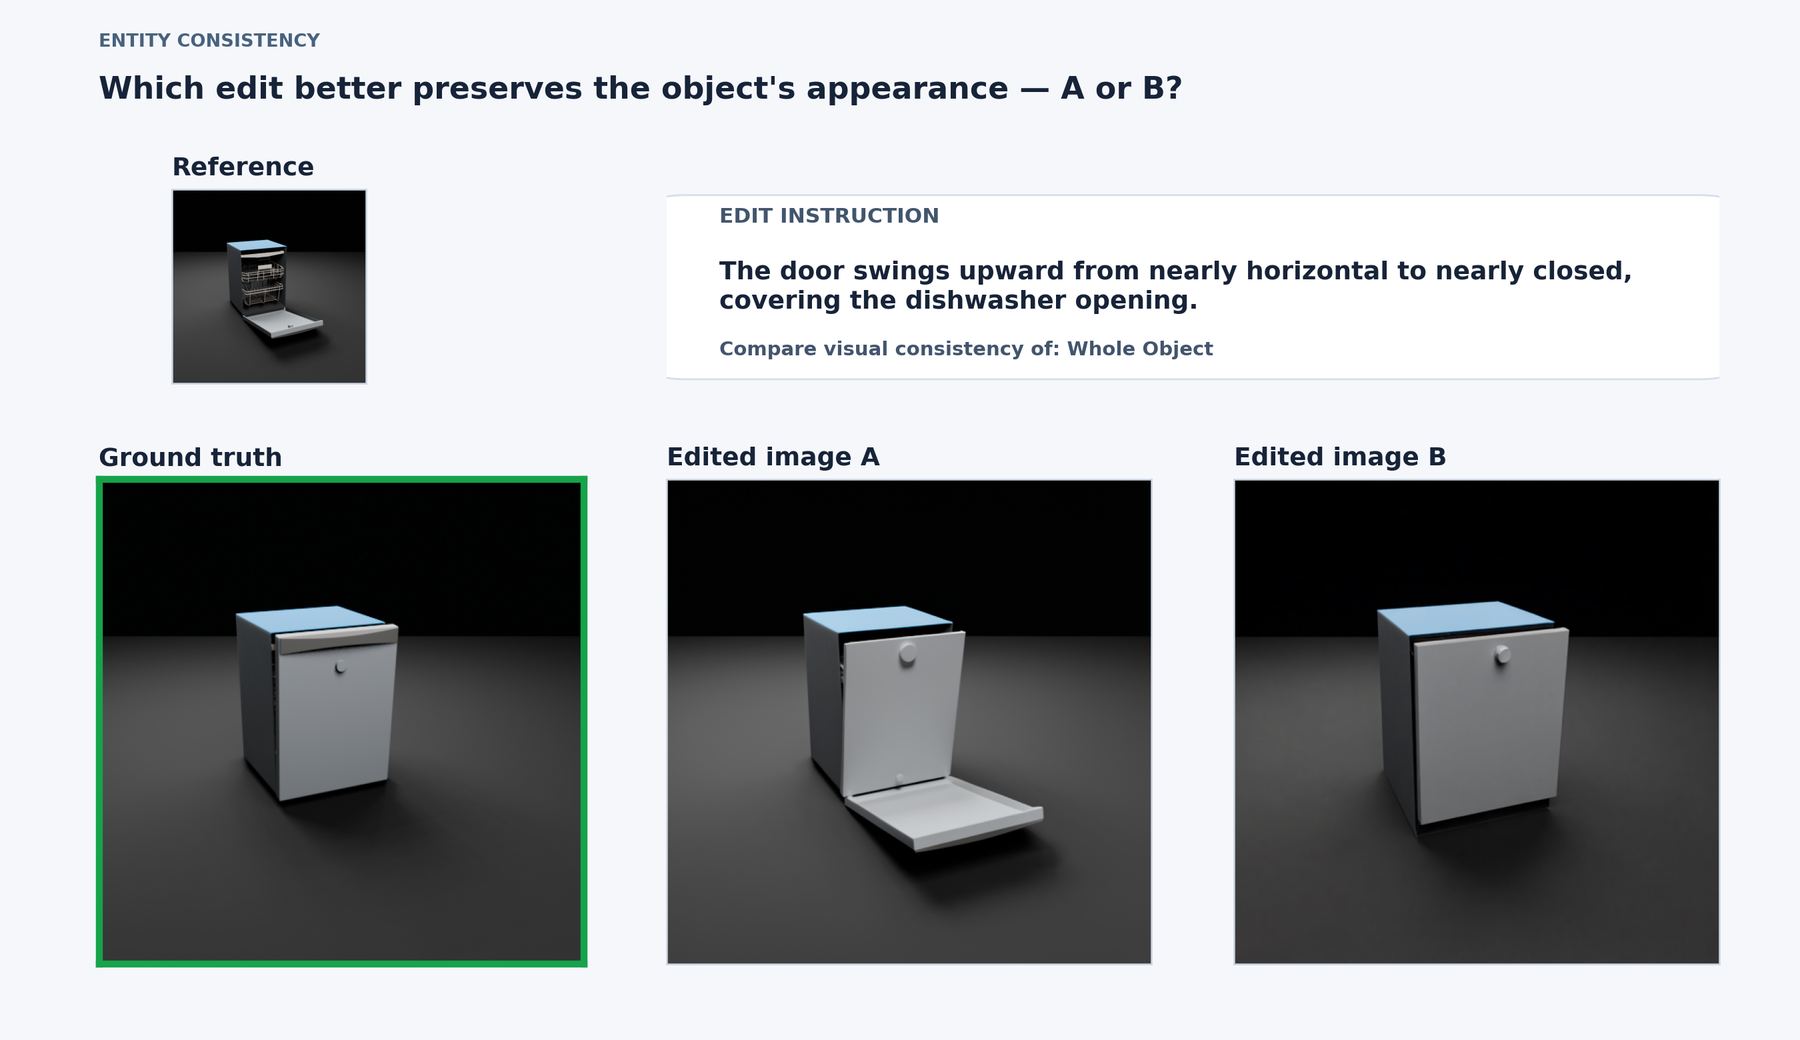 ENTITY CONSISTENCY
Which edit better preserves the object's appearance — A or B?
Reference
EDIT INSTRUCTION
The door swings upward from nearly horizontal to nearly closed,
covering the dishwasher opening.
Compare visual consistency of: Whole Object
Ground truth
Edited image A
Edited image B